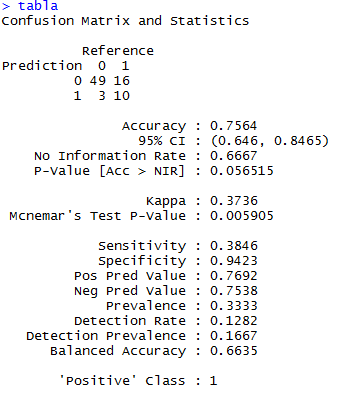 > tabla
Confusion Matrix and Statistics
Reference
Prediction 0 1
0 49 16
1 3 10
Accuracy : 0.7564
95% CI : (0.646, 0.8465)
No Information Rate : 0.6667
P-Value [Acc > NIR] : 0.056515
Kappa : 0.3736
Mcnemar's Test P-Value : 0.005905
Sensitivity : 0.3846
Specificity : 0.9423
Pos Pred Value : 0.7692
Neg Pred Value : 0.7538
Prevalence : 0.3333
Detection Rate : 0.1282
Detection Prevalence : 0.1667
Balanced Accuracy : 0.6635
'Positive' Class : 1